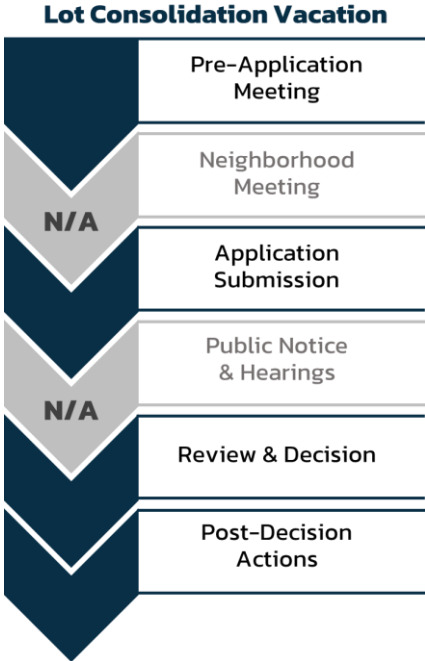 Lot Consolidation Vacation
Pre-Application
Meeting
N/A
Neighborhood
Meeting
Application
Submission
N/A
Public Notice
& Hearings
Review & Decision
Post-Decision
Actions